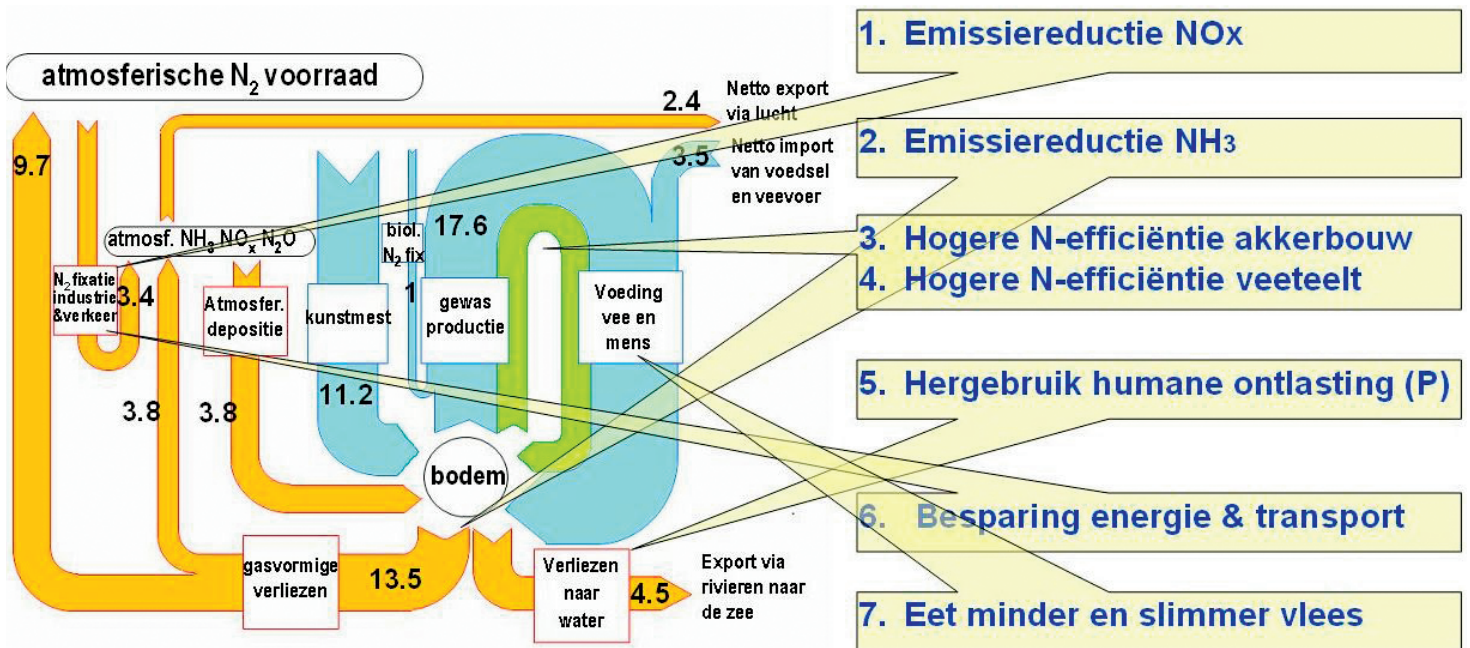 atmosferische N₂ voorraad
9.7
2.4
Netto export
via lucht
3.5
Netto import
van voedsel
en veevoer
atmosf. NH₃ NOₓ N₂O
biol.
N₂ fix
1
17.6
N₂ fixatie
industrie
&verkeer
3.4
Atmosfer.
depositie
kunstmest
gewas
productie
Voeding
vee en
mens
3.8
3.8
11.2
bodem
gasvormige
verliezen
13.5
Verliezen
naar
water
4.5
Export via
rivieren naar
de zee
1. Emissiereductie NOx
2. Emissiereductie NH₃
3. Hogere N-efficiëntie akkerbouw
4. Hogere N-efficiëntie veeteelt
5. Hergebruik humane ontlasting (P)
6. Besparing energie & transport
7. Eet minder en slimmer vlees